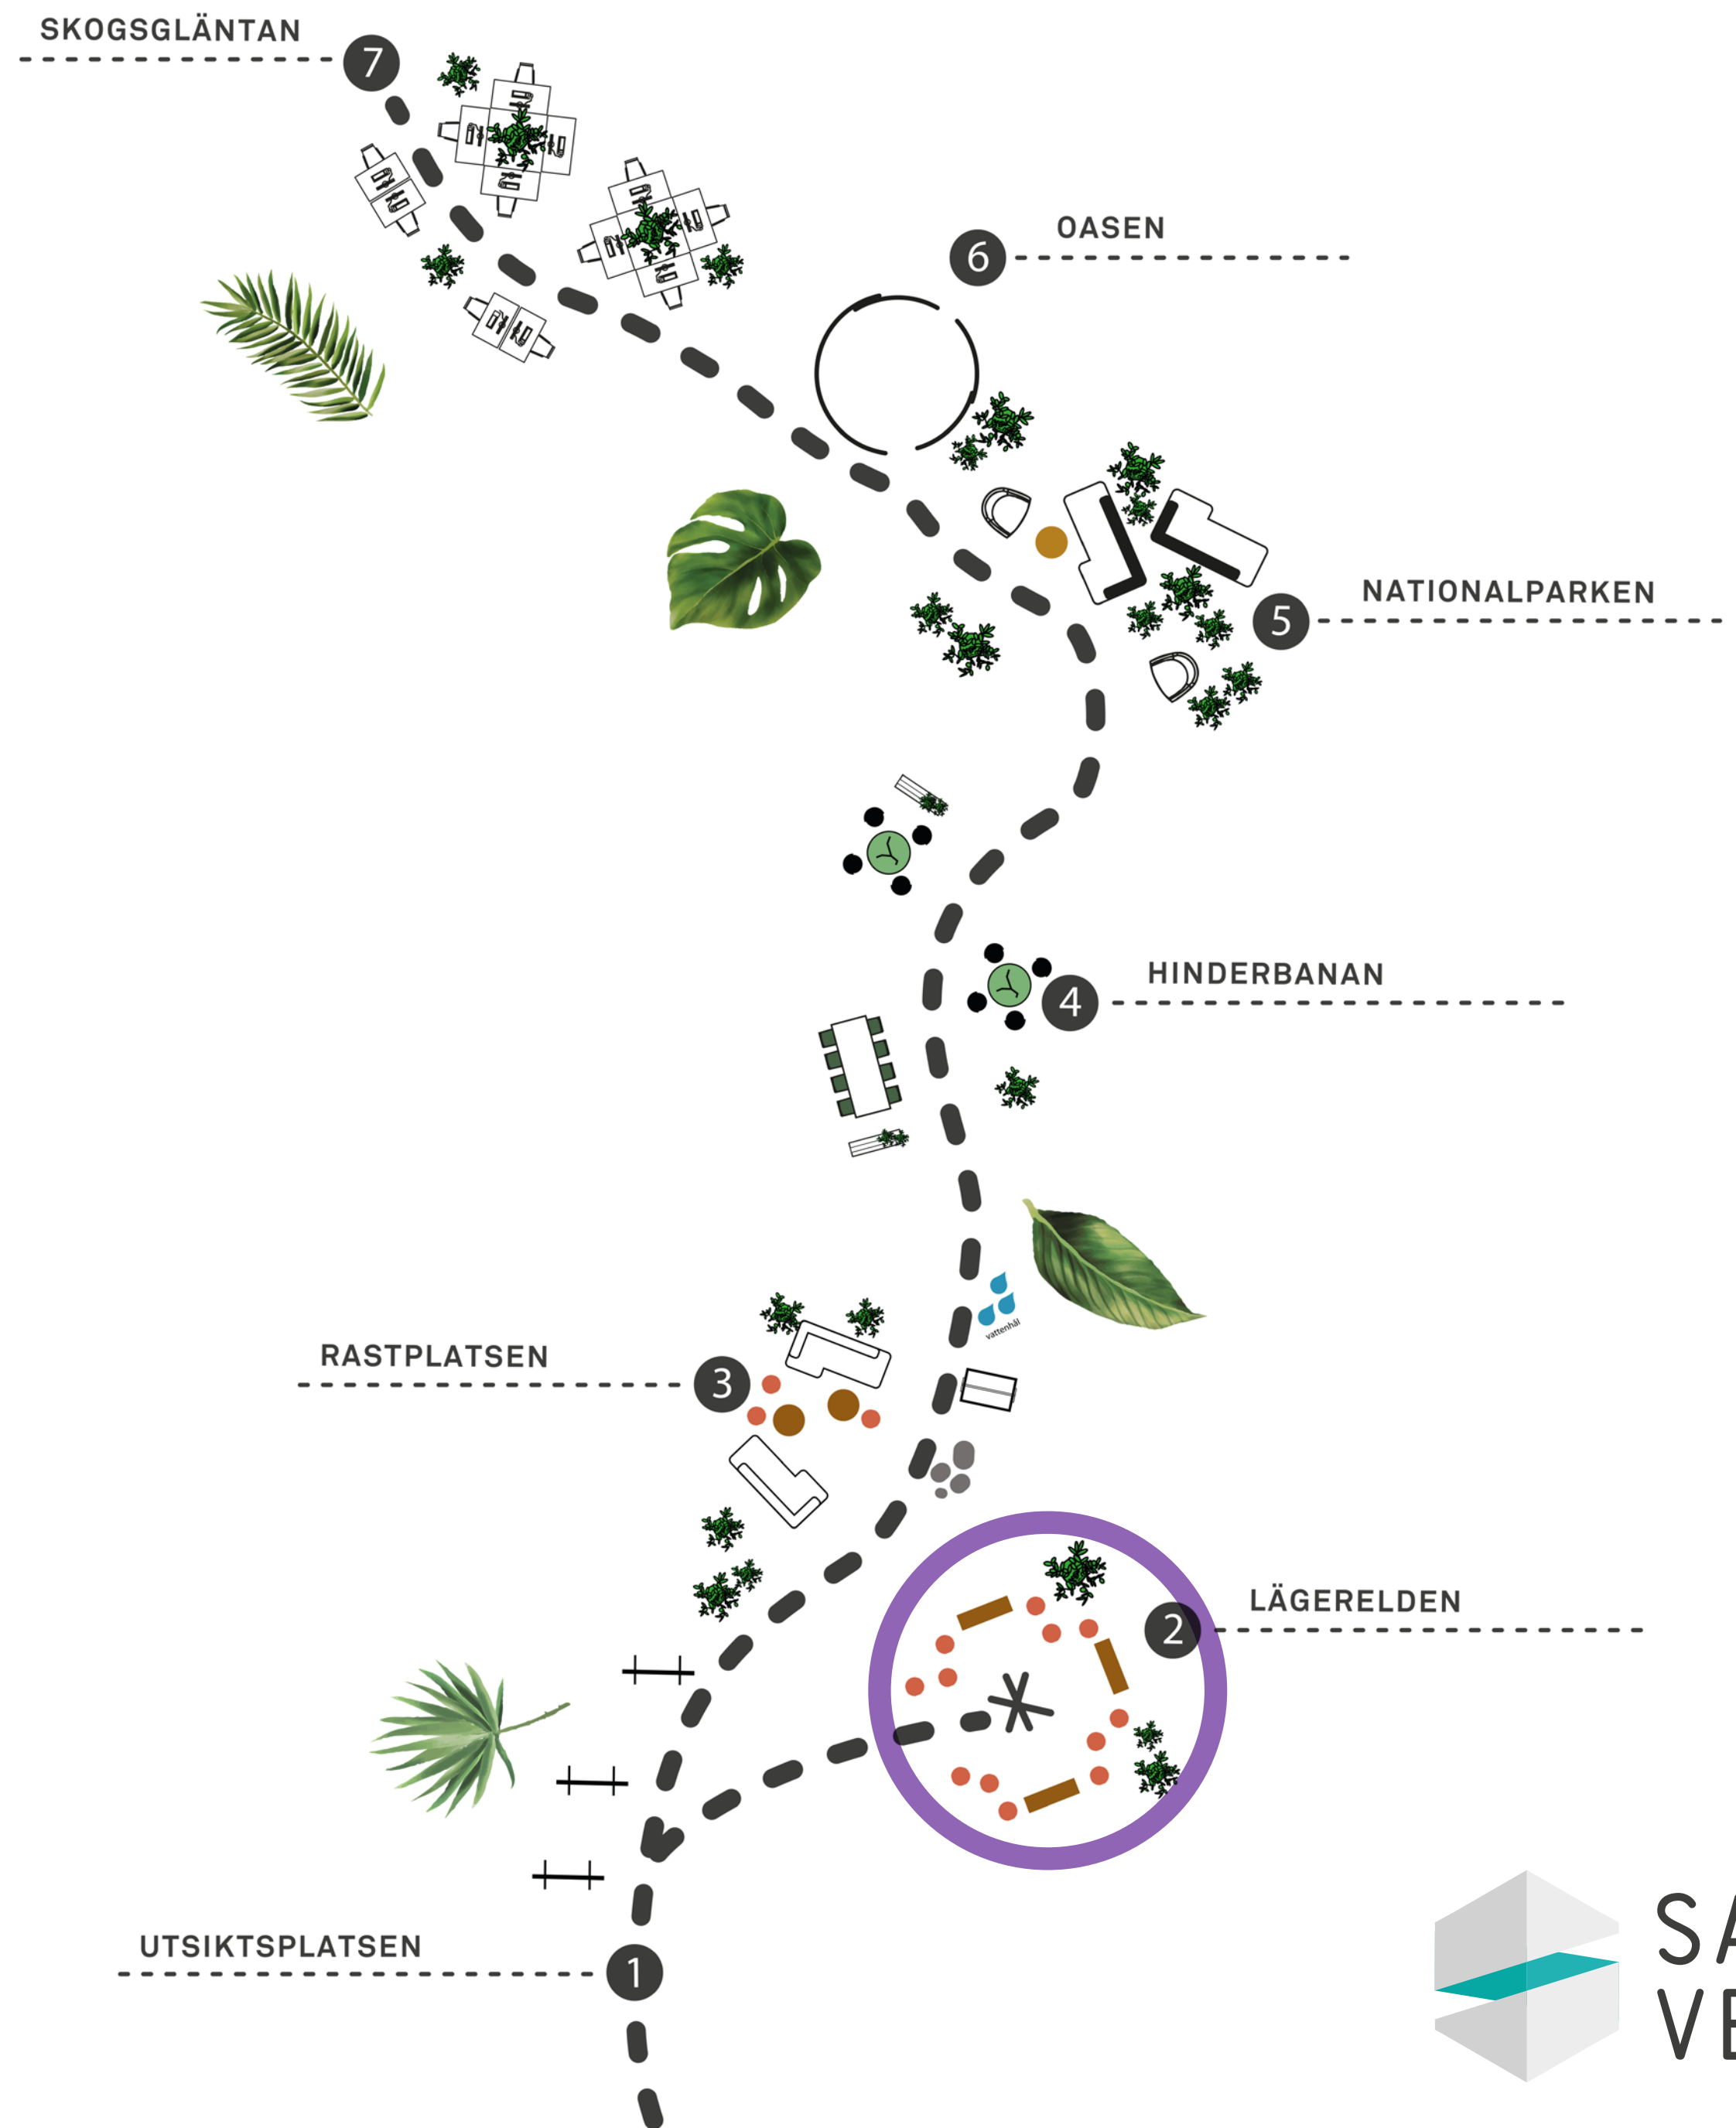 SKOGSGLÄNTAN
7
OASEN
6
NATIONALPARKEN
5
HINDERBANAN
4
vattenhål
RASTPLATSEN
3
LÄGERELDEN
2
UTSIKTSPLATSEN
1